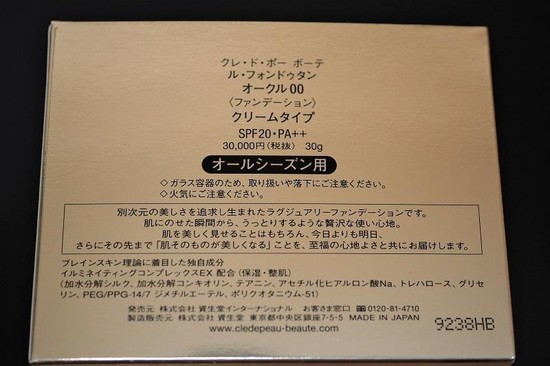 クレ・ド・ポー ボーテ
ル・フォンドゥタン
オークル00
〈ファンデーション〉
クリームタイプ
SPF20・PA++
30,000円(税抜) 30g
オールシーズン用
◇ガラス容器のため、取り扱いや落下にご注意ください。
◇火気にご注意ください。
別次元の美しさを追求し生まれたラグジュアリーファンデーションです。
肌にのせた瞬間から、うっとりするような贅沢な使い心地。
肌を美しく見せることはもちろん、今日よりも明日、
さらにその先まで「肌そのものが美しくなる」ことを、至福の心地よさと共にお届けします。
ブレインスキン理論に着目した独自成分
イルミネイティングコンプレックスEX 配合(保湿・整肌)
(加水分解シルク、加水分解コンキオリン、テアニン、アセチル化ヒアルロン酸Na、トレハロース、グリセ
リン、PEG/PPG-14/7 ジメチルエーテル、ポリクオタニウム-51)
発売元 株式会社 資生堂インターナショナル お客さま窓口 ☎0120-81-4710
製造販売元 株式会社 資生堂 東京都中央区銀座7-5-5 MADE IN JAPAN
www.cledepeau-beaute.com
9238HB